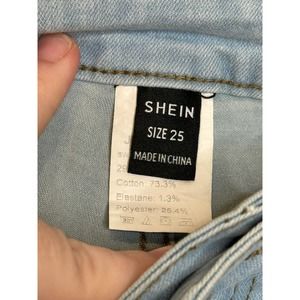 SHEIN
SIZE 25
MADE IN CHINA
Cotton: 73.3%
Elastane: 1.3%
Polyester: 25.4%